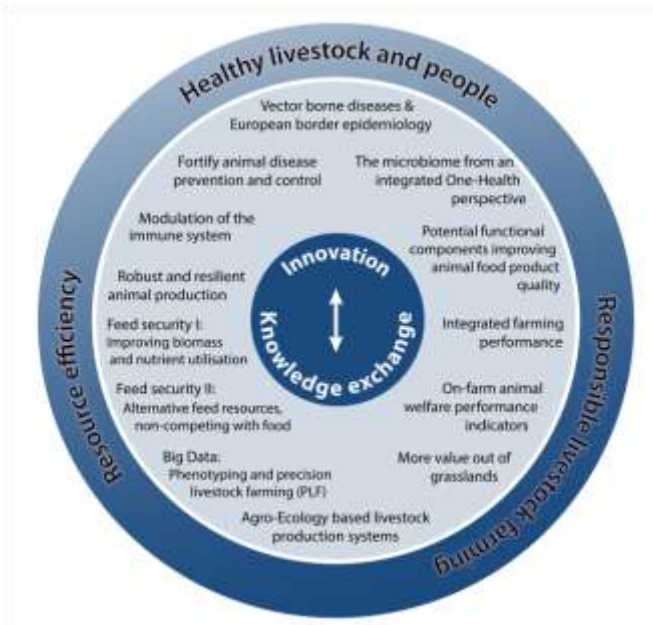 Healthy livestock and people
Vector borne diseases &
European border epidemiology
Fortify animal disease
prevention and control
The microbiome from an
integrated One-Health
perspective
Modulation of the
immune system
Potential functional
components improving
animal food product
quality
Innovation
Knowledge exchange
Robust and resilient
animal production
Integrated farming
performance
Feed security I:
Improving biomass
and nutrient utilisation
Feed security II:
Alternative feed resources,
non-competing with food
On-farm animal
welfare performance
indicators
Big Data:
Phenotyping and precision
livestock farming (PLF)
More value out of
grasslands
Agro-Ecology based livestock
production systems
Resource efficiency
Responsible livestock farming